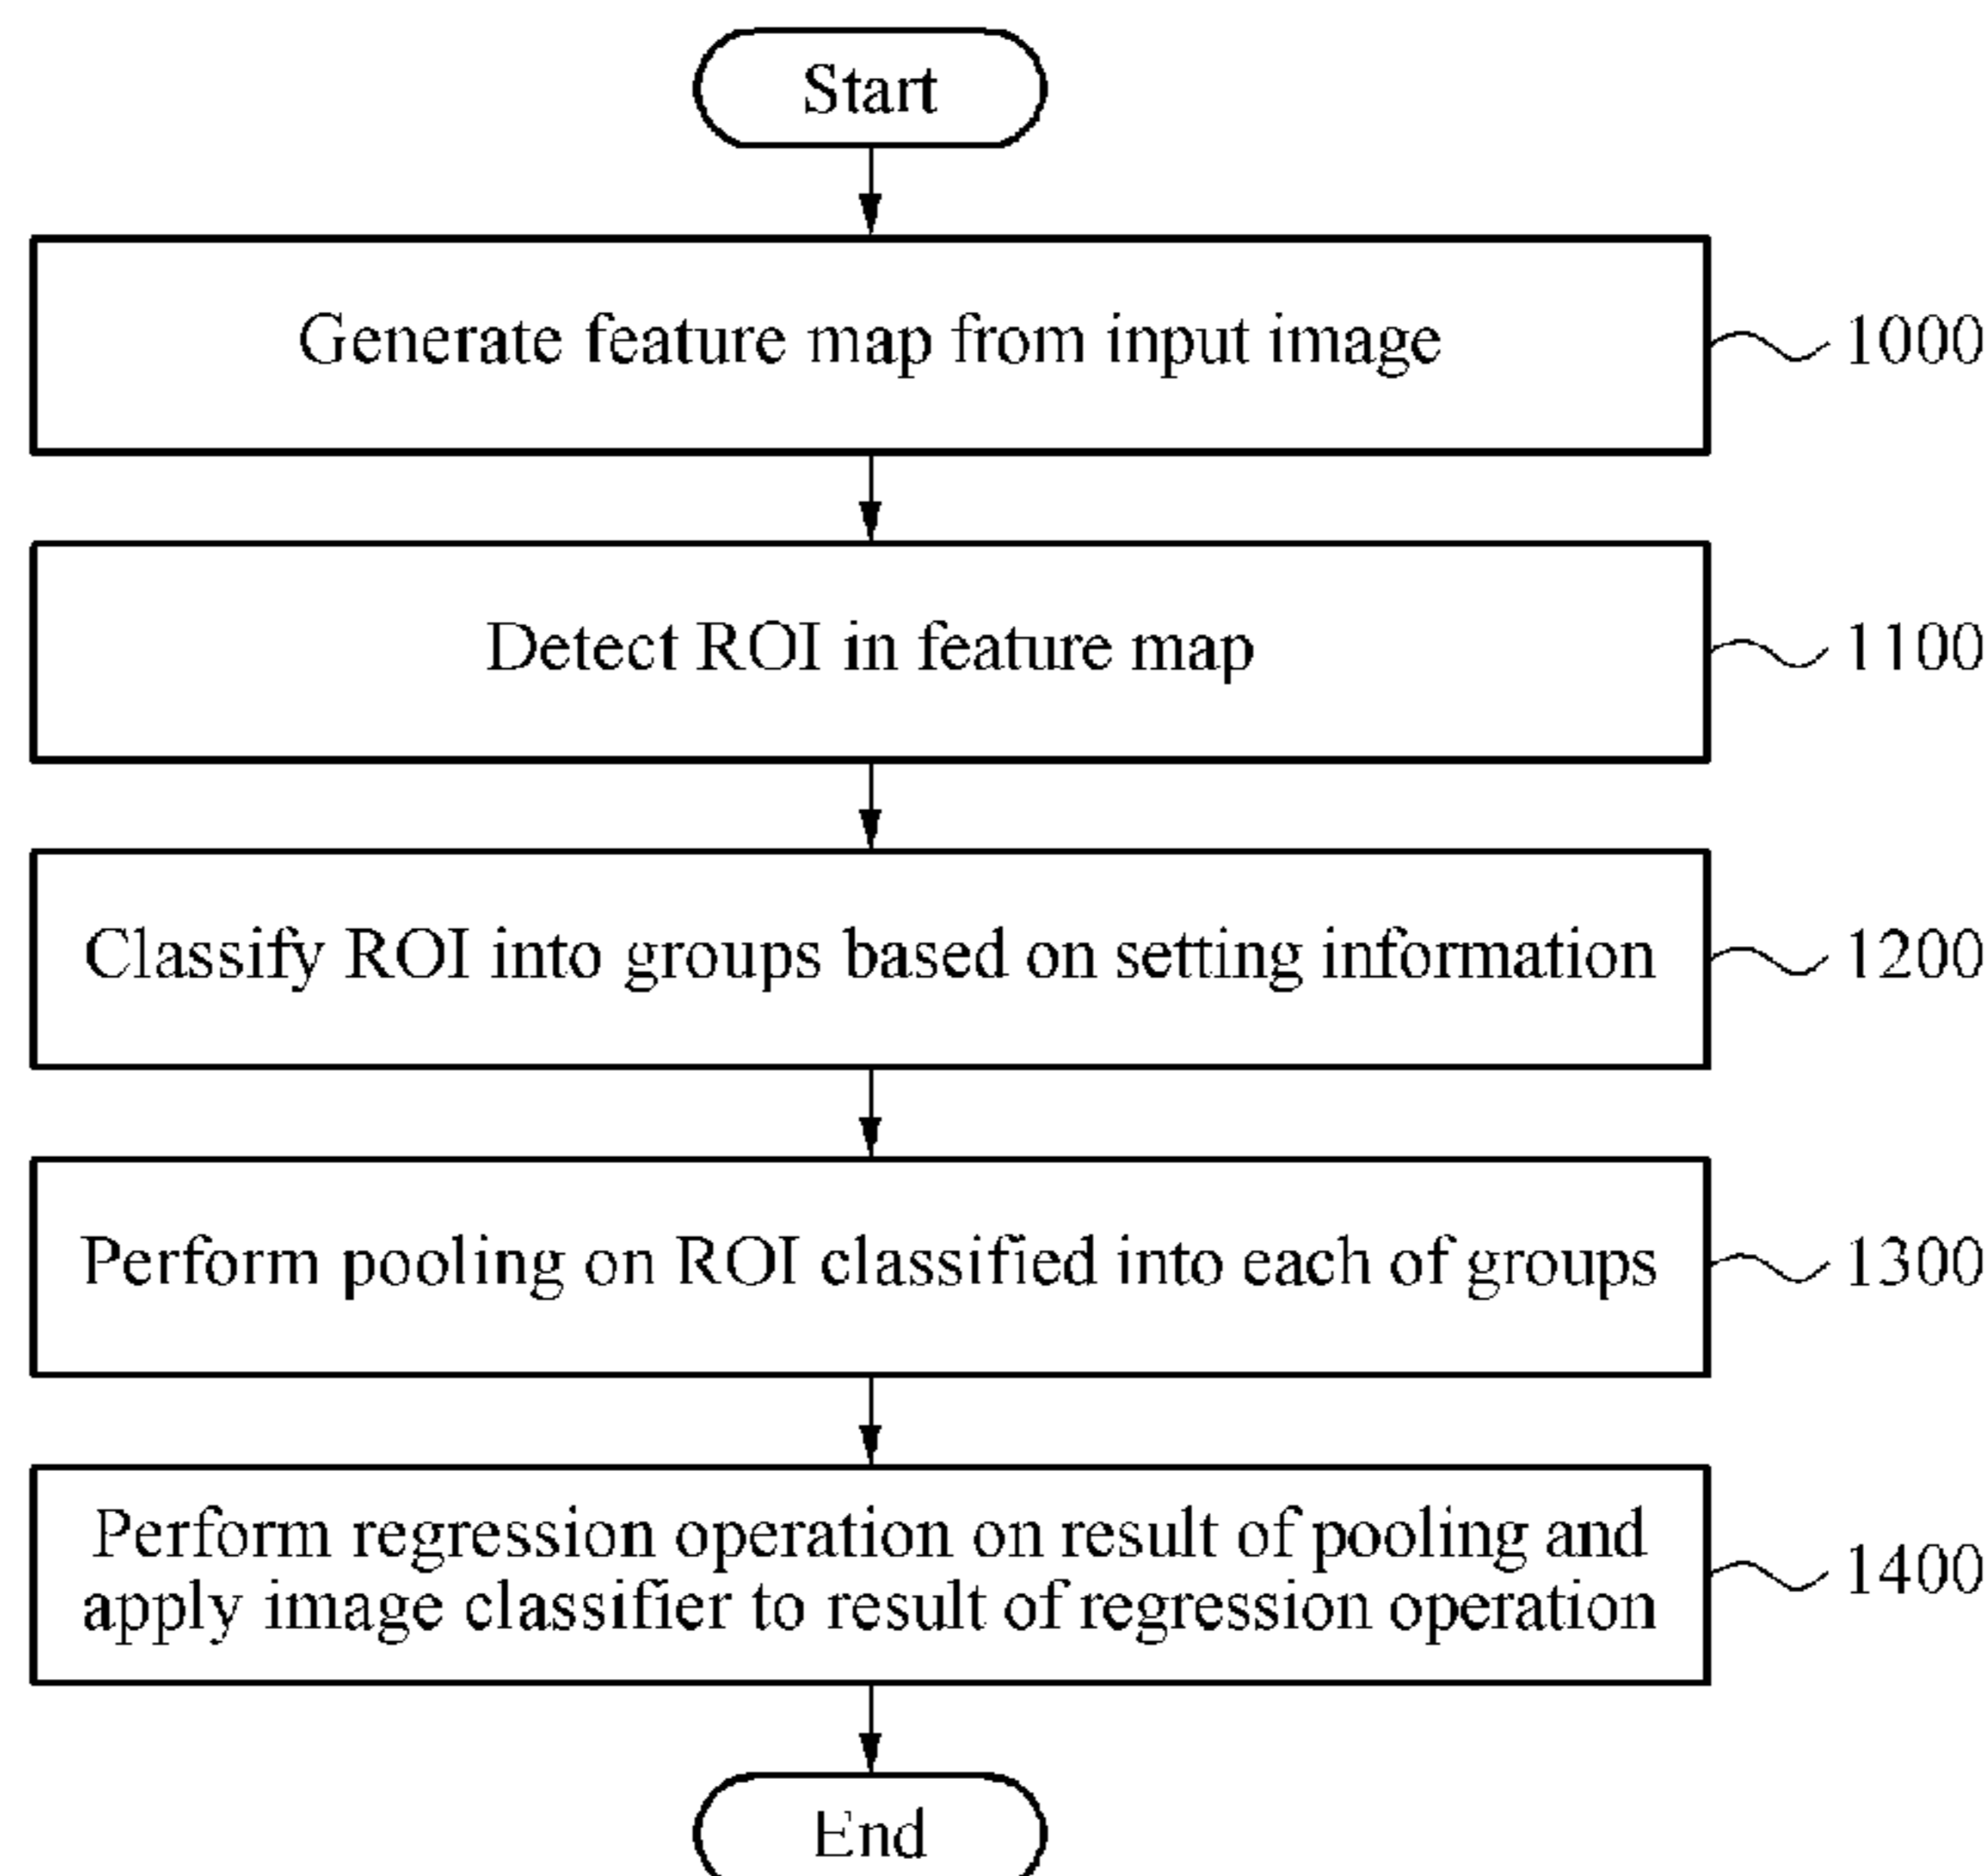 Start
Generate feature map from input image
1000
Detect ROI in feature map
1100
Classify ROI into groups based on setting information
1200
Perform pooling on ROI classified into each of groups
1300
Perform regression operation on result of pooling and
apply image classifier to result of regression operation
1400
End